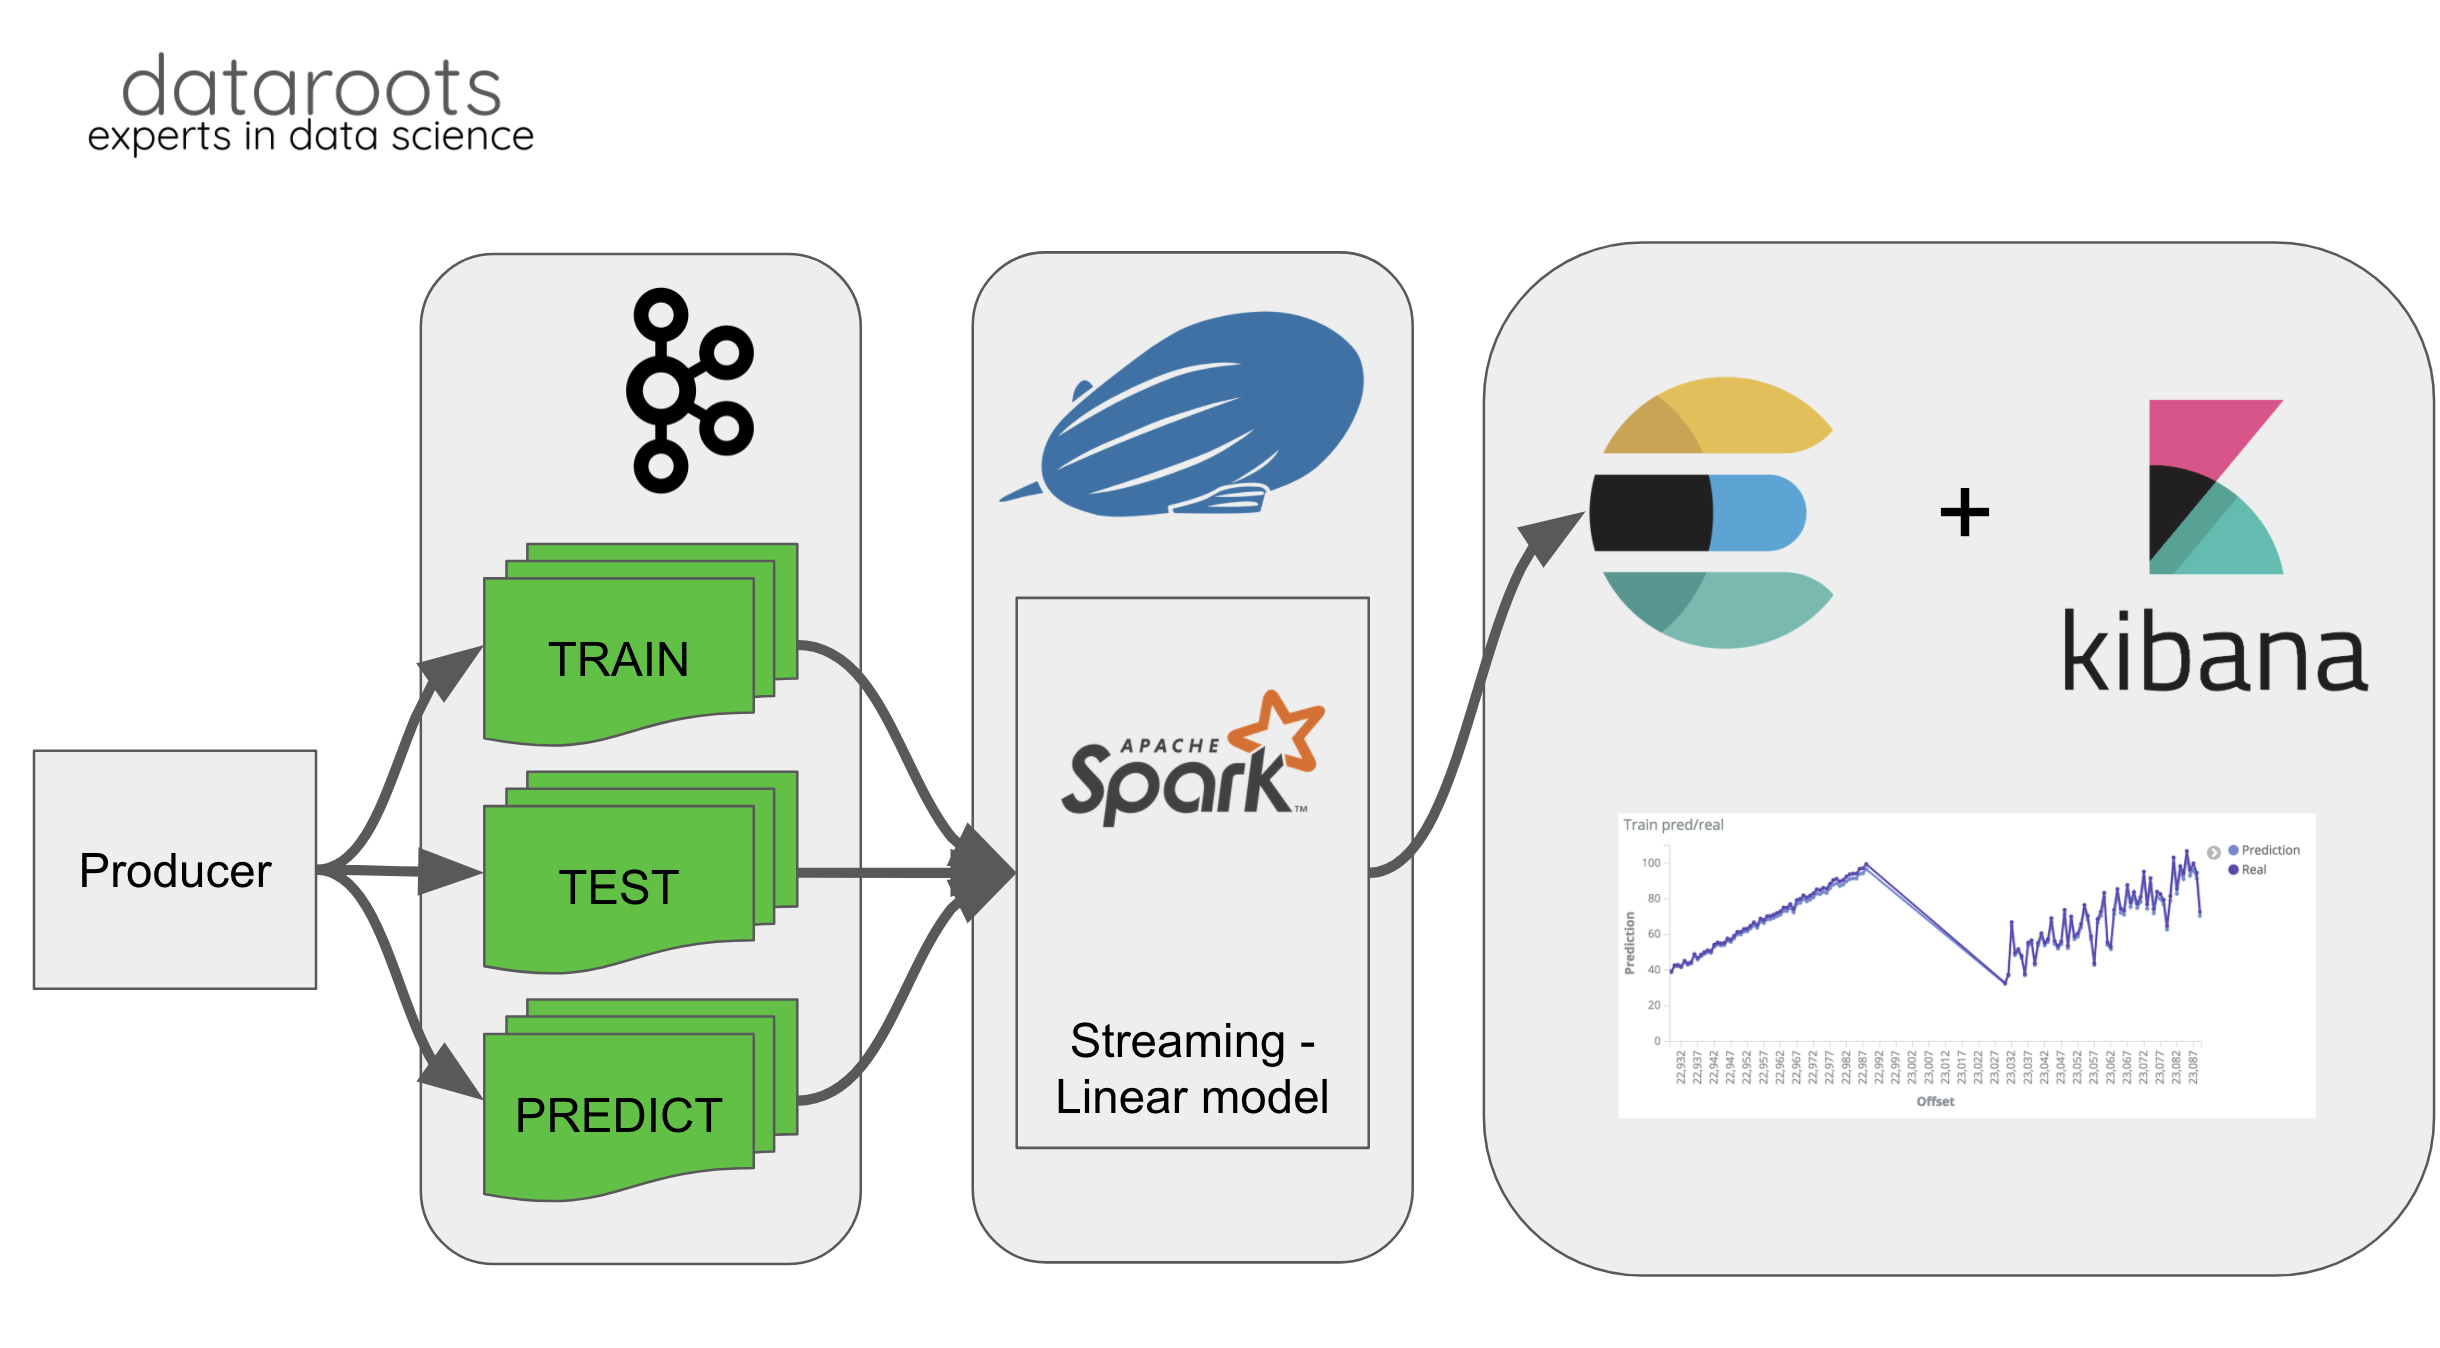 dataroots
experts in data science
Producer
TRAIN
TEST
PREDICT
APACHE
Spark™
Streaming -
Linear model
+
kibana
Train pred/real
Prediction
Real
Prediction
100
80
60
40
20
0
22,932
22,937
22,942
22,947
22,952
22,957
22,962
22,967
22,972
22,977
22,982
22,987
22,992
22,997
23,002
23,007
23,012
23,017
23,022
23,027
23,032
23,037
23,042
23,047
23,052
23,057
23,062
23,067
23,072
23,077
23,082
23,087
Offset